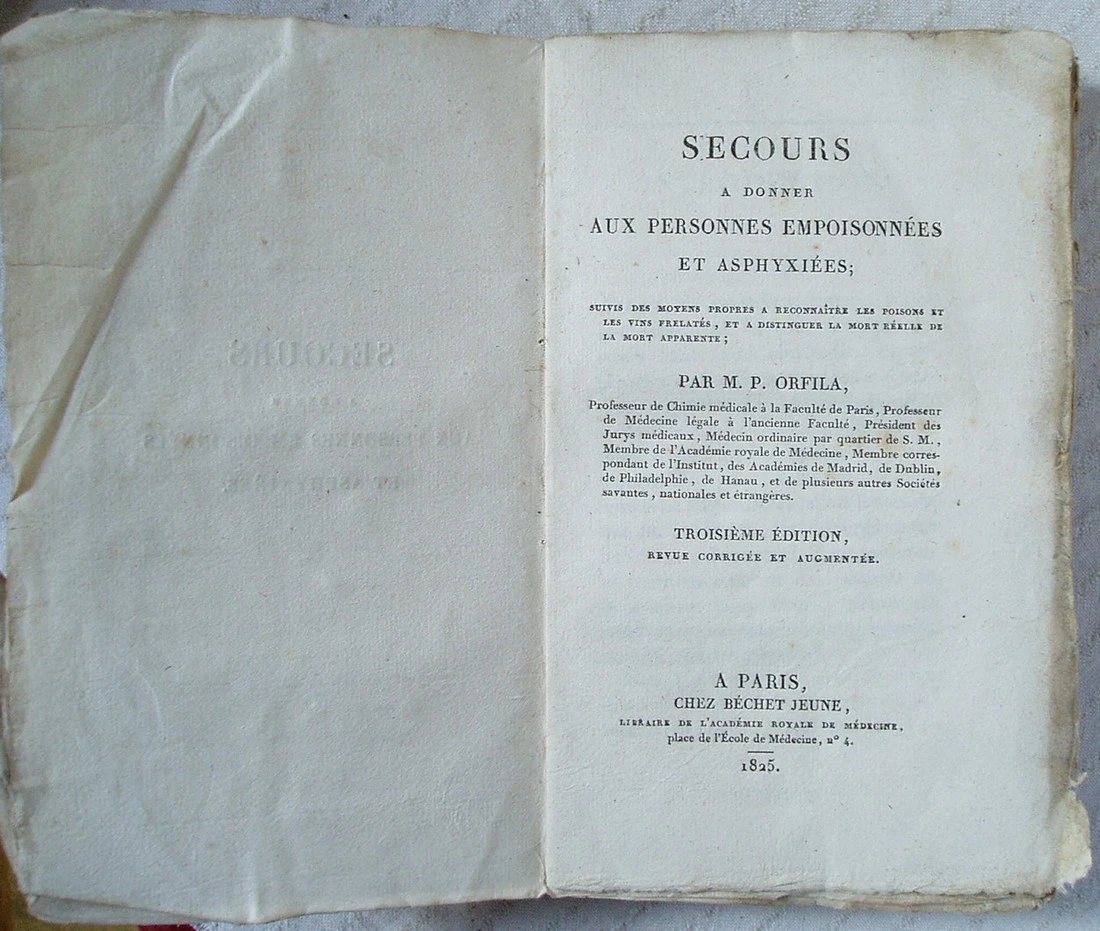 SECOURS
A DONNER
AUX PERSONNES EMPOISONNÉES
ET ASPHYXIÉES;
SUIVIS DES MOYENS PROPRES A RECONNAÎTRE LES POISONS ET
LES VINS FRELATÉS, ET A DISTINGUER LA MORT RÉELLE DE
LA MORT APPARENTE;
PAR M. P. ORFILA,
Professeur de Chimie médicale à la Faculté de Paris, Professeur
de Médecine légale à l'ancienne Faculté, Président des
Jurys médicaux, Médecin ordinaire par quartier de S. M.,
Membre de l'Académie royale de Médecine, Membre corres-
pondant de l'Institut, des Académies de Madrid, de Dublin,
de Philadelphie, de Hanau, et de plusieurs autres Sociétés
savantes, nationales et étrangères.
TROISIÈME ÉDITION,
REVUE CORRIGÉE ET AUGMENTÉE.
A PARIS,
CHEZ BÉCHET JEUNE,
LIBRAIRE DE L'ACADÉMIE ROYALE DE MÉDECINE,
place de l'École de Médecine, nº 4.
1825.